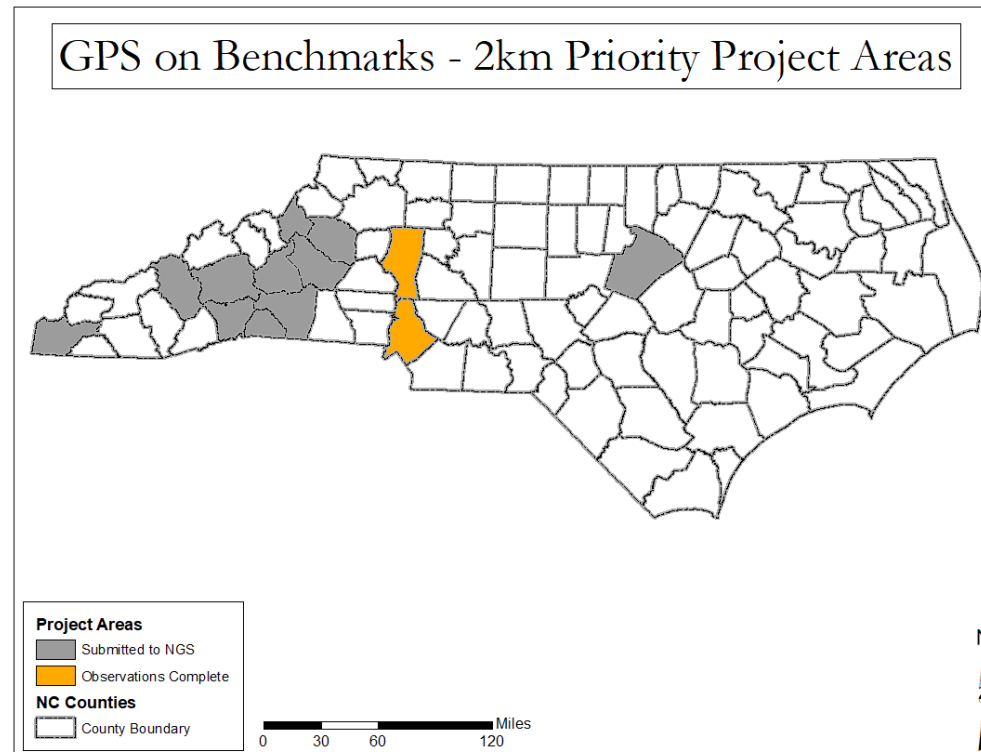 GPS on Benchmarks - 2km Priority Project Areas
Project Areas
Submitted to NGS
Observations Complete
NC Counties
County Boundary
Miles
0 30 60 120